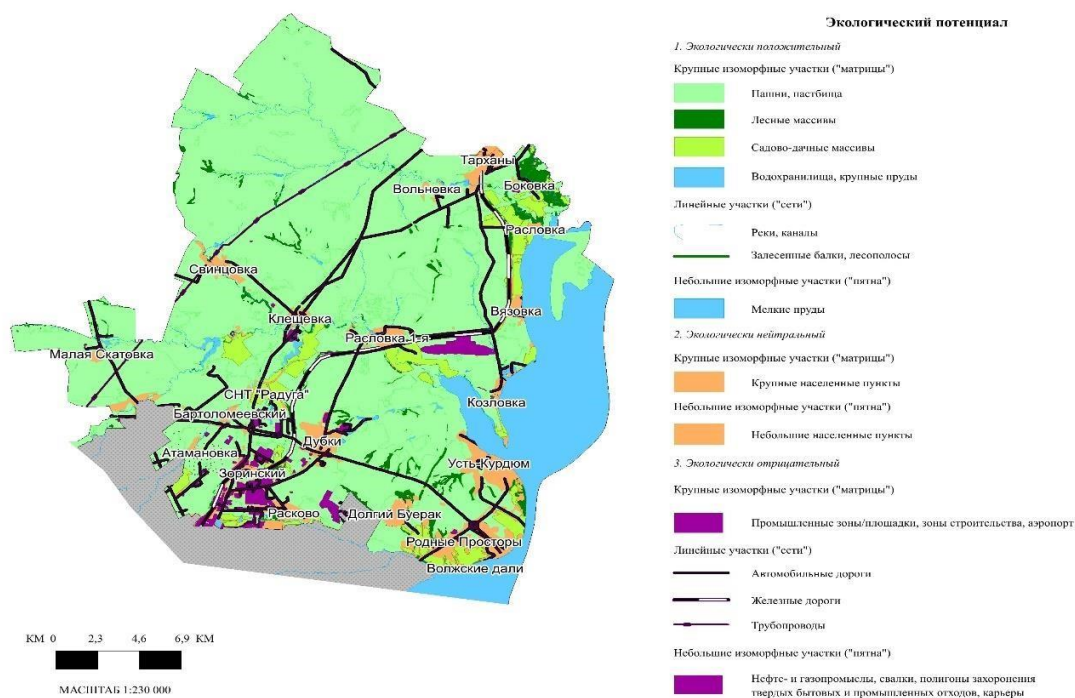 Экологический потенциал
1. Экологически положительный
Крупные изоморфные участки ("матрицы")
Пашни, пастбища
Лесные массивы
Садово-дачные массивы
Водохранилища, крупные пруды
Линейные участки ("сети")
Реки, каналы
Залесенные балки, лесополосы
Небольшие изоморфные участки ("пятна")
Мелкие пруды
2. Экологически нейтральный
Крупные изоморфные участки ("матрицы")
Крупные населенные пункты
Небольшие изоморфные участки ("пятна")
Небольшие населенные пункты
3. Экологически отрицательный
Крупные изоморфные участки ("матрицы")
Промышленные зоны/площадки, зоны строительства, аэропорт
Линейные участки ("сети")
Автомобильные дороги
Железные дороги
Трубопроводы
Небольшие изоморфные участки ("пятна")
Нефте- и газопромыслы, свалки, полигоны захоронения
твердых бытовых и промышленных отходов, карьеры
Тарханы
Вольновка
Боковка
Расловка
Свинцовка
Клещевка
Вязовка
Расловка 1-я
Малая Скатовка
СНТ "Радуга"
Козловка
Бартоломеевский
Дубки
Атамановка
Зоринский
Усть-Курдюм
Расково
Долгий Буерак
Родные Просторы
Волжские дали
КМ 0 2,3 4,6 6,9 КМ
МАСШТАБ 1:230 000